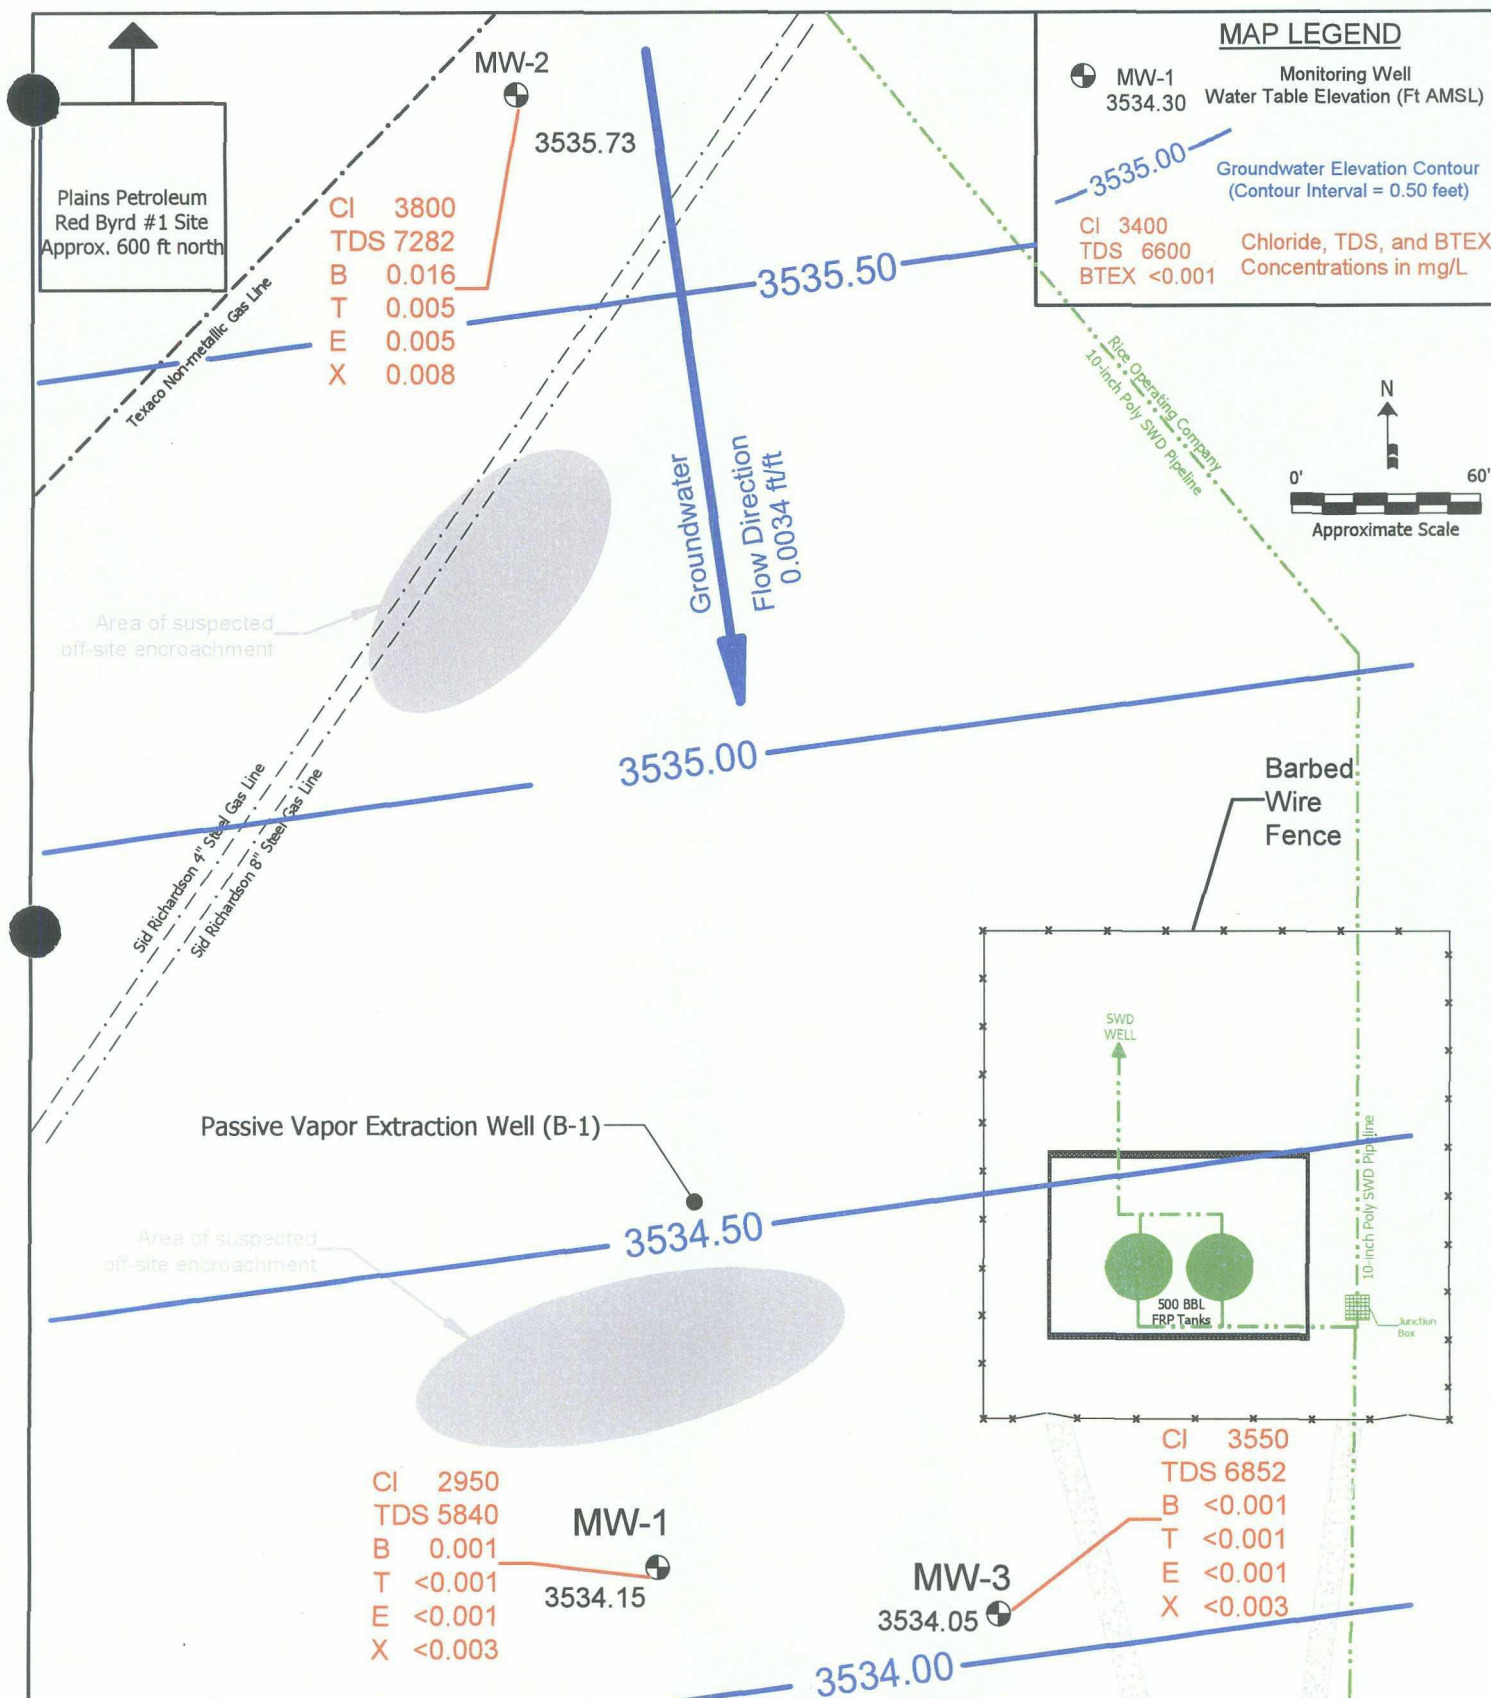 MAP LEGEND
MW-1
3534.30
Monitoring Well
Water Table Elevation (Ft AMSL)
3535.00
Groundwater Elevation Contour
(Contour Interval = 0.50 feet)
Cl 3400
TDS 6600
BTEX <0.001
Chloride, TDS, and BTEX
Concentrations in mg/L
MW-2
3535.73
Plains Petroleum
Red Byrd #1 Site
Approx. 600 ft north
Cl 3800
TDS 7282
B 0.016
T 0.005
E 0.005
X 0.008
Texaco Non-metallic Gas Line
3535.50
Rice Operating Company
10-inch Poly SWD Pipeline
N
0' 60'
Approximate Scale
Groundwater
Flow Direction
0.0034 ft/ft
Area of suspected
off-site encroachment
3535.00
Sid Richardson 4" Steel Gas Line
Sid Richardson 8" Steel Gas Line
Barbed
Wire
Fence
SWD
WELL
Passive Vapor Extraction Well (B-1)
10-inch Poly SWD Pipeline
3534.50
Area of suspected
off-site encroachment
500 BBL
FRP Tanks
Junction
Box
Cl 2950
TDS 5840
B 0.001
T <0.001
E <0.001
X <0.003
MW-1
3534.15
Cl 3550
TDS 6852
B <0.001
T <0.001
E <0.001
X <0.003
MW-3
3534.05
3534.00